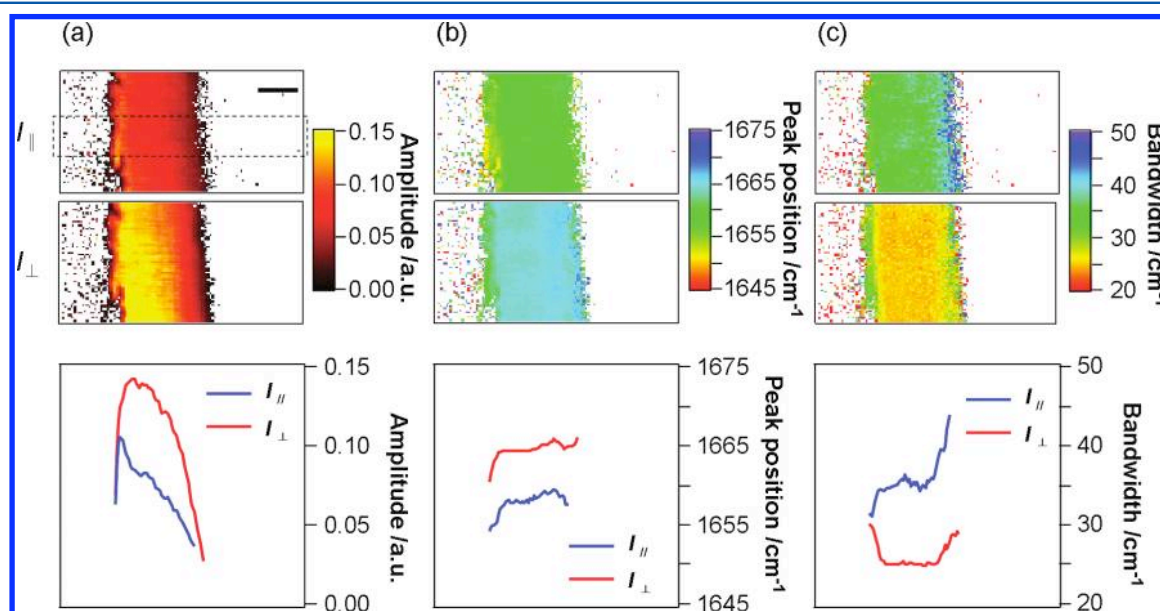 (a)
(b)
(c)
I∥
I⊥
0.15
0.10
0.05
0.00
Amplitude /a.u.
1675
1665
1655
1645
Peak position /cm⁻¹
50
40
30
20
Bandwidth /cm⁻¹
I //
I ⊥
0.15
0.10
0.05
0.00
Amplitude /a.u.
I //
I ⊥
1675
1665
1655
1645
Peak position /cm⁻¹
I //
I ⊥
50
40
30
20
Bandwidth /cm⁻¹